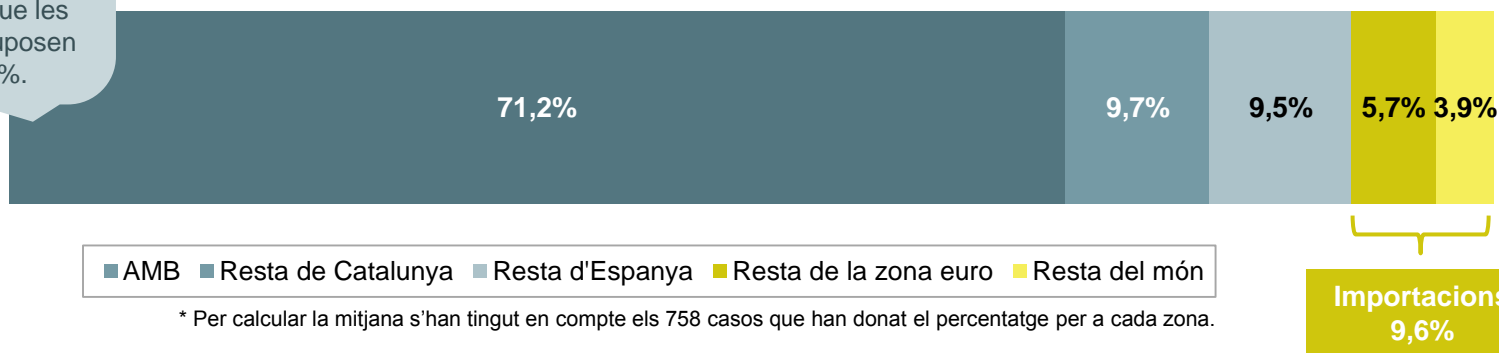 les
%.
71,2%
9,7%
9,5%
5,7%
3,9%
AMB Resta de Catalunya Resta d'Espanya Resta de la zona euro Resta del món
* Per calcular la mitjana s’han tingut en compte els 758 casos que han donat el percentatge per a cada zona.
Importacions
9,6%